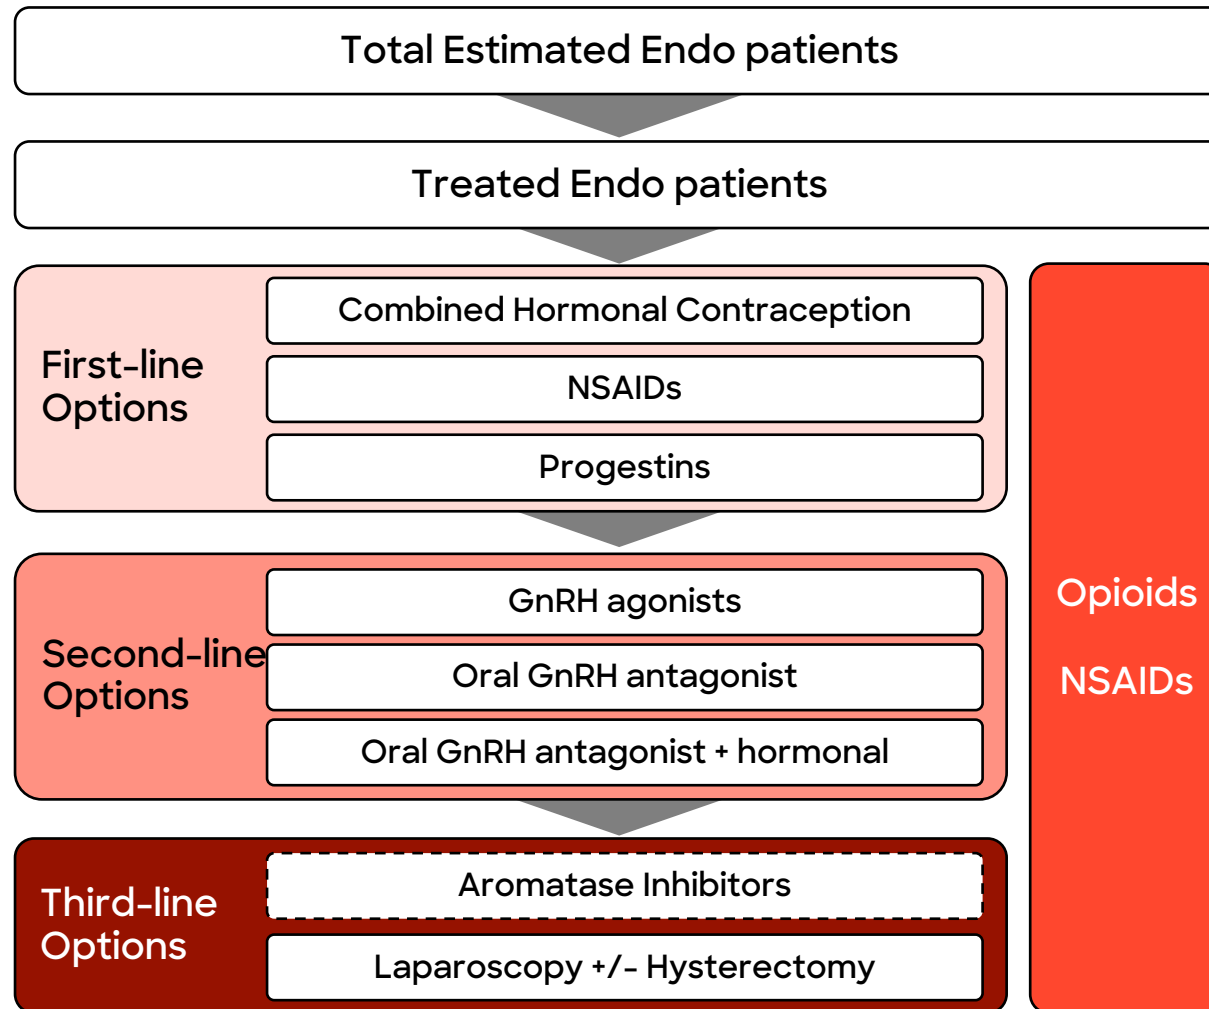 Total Estimated Endo patients
Treated Endo patients
First-line
Options
Combined Hormonal Contraception
NSAIDs
Progestins
Second-line
Options
GnRH agonists
Oral GnRH antagonist
Oral GnRH antagonist + hormonal
Third-line
Options
Aromatase Inhibitors
Laparoscopy +/- Hysterectomy
Opioids
NSAIDs